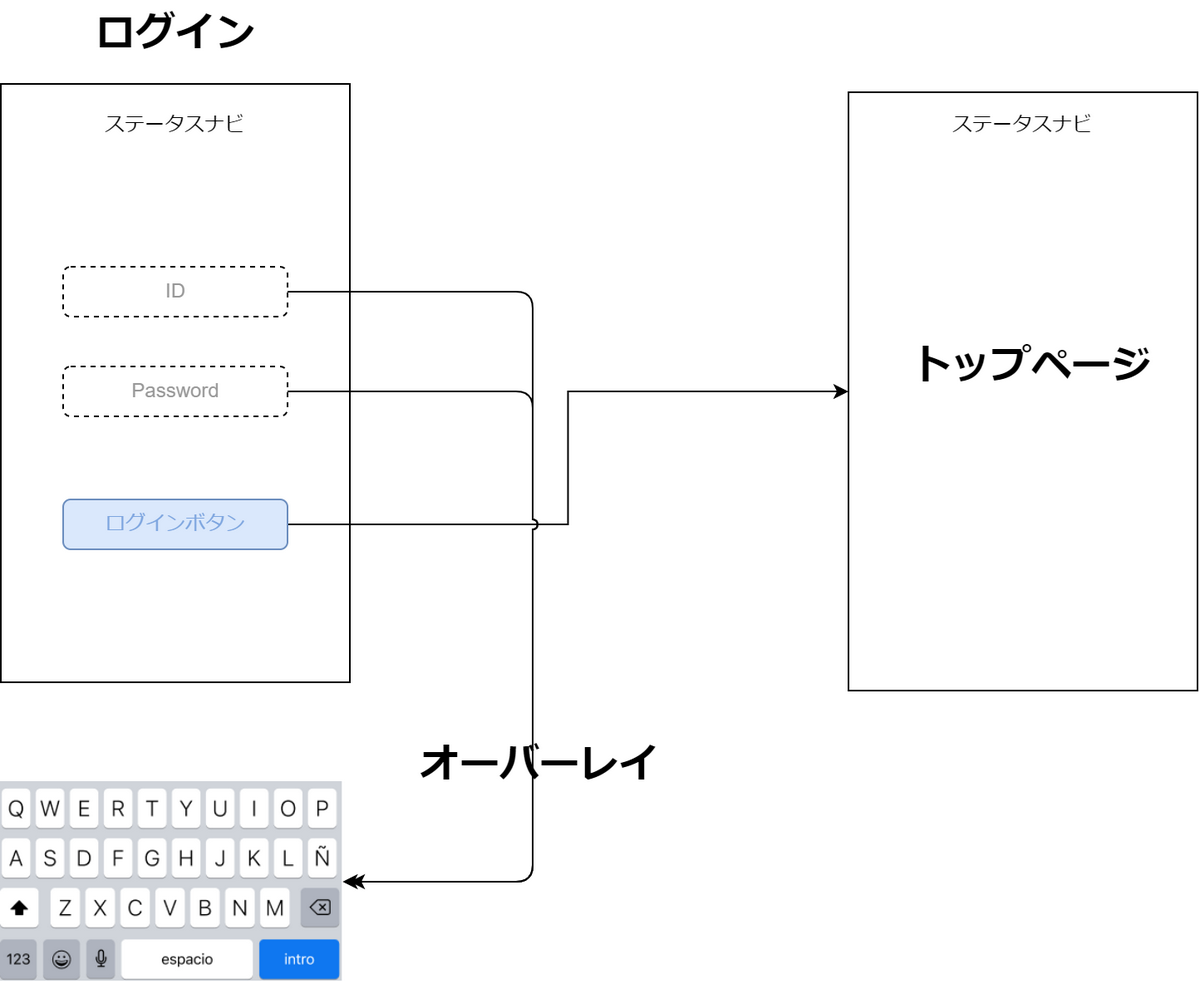 ログイン
ステータスナビ
ID
Password
ログインボタン
ステータスナビ
トップページ
オーバーレイ
Q W E R T Y U I O P
A S D F G H J K L Ñ
Z X C V B N M
123 espacio intro